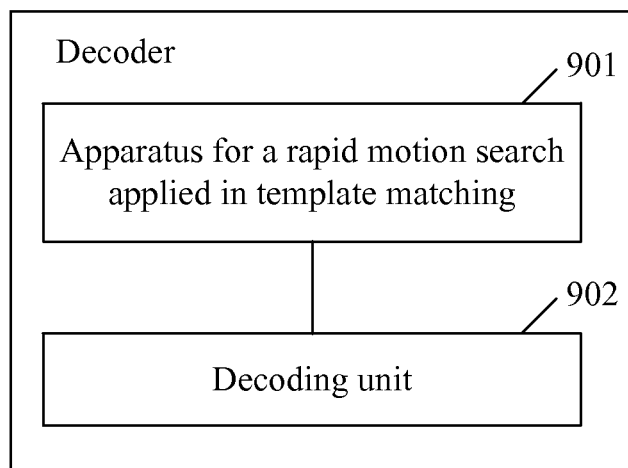 Decoder
901
Apparatus for a rapid motion search
applied in template matching
902
Decoding unit